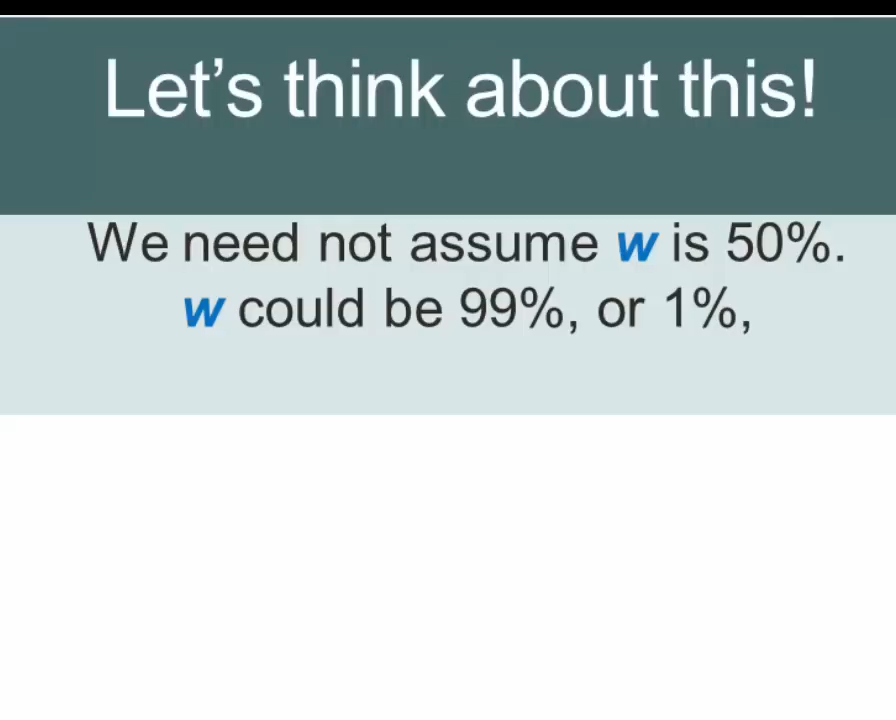 Let’s think about this!
We need not assume w is 50%.
w could be 99%, or 1%,